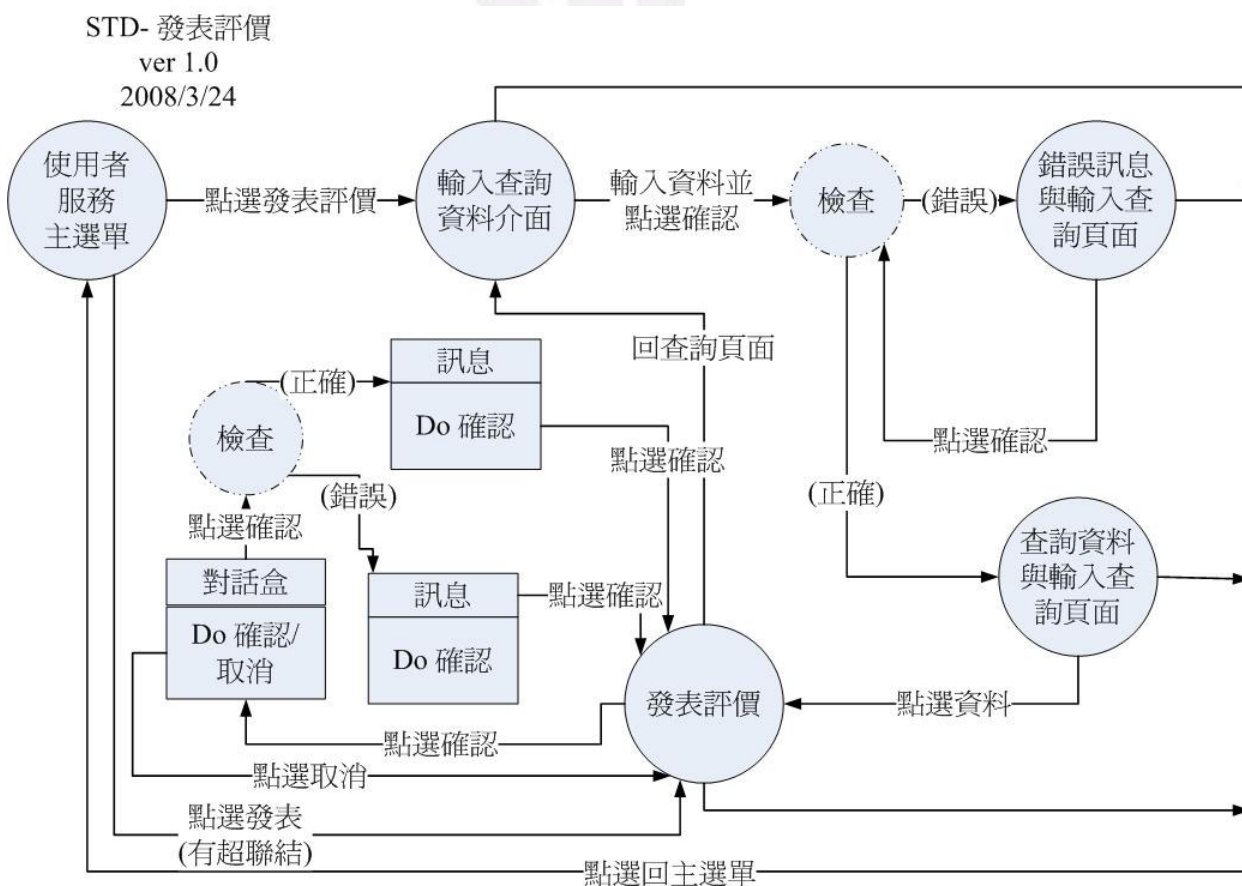 STD- 發表評價
ver 1.0
2008/3/24
使用者
服務
主選單
點選發表評價
輸入查詢
資料介面
輸入資料並
點選確認
檢查
(錯誤)
錯誤訊息
與輸入查
詢頁面
回查詢頁面
點選確認
(正確)
訊息
Do 確認
點選確認
檢查
(錯誤)
點選確認
(正確)
查詢資料
與輸入查
詢頁面
對話盒
Do 確認/
取消
訊息
Do 確認
點選確認
發表評價
點選資料
點選確認
點選取消
點選發表
(有超聯結)
點選回主選單